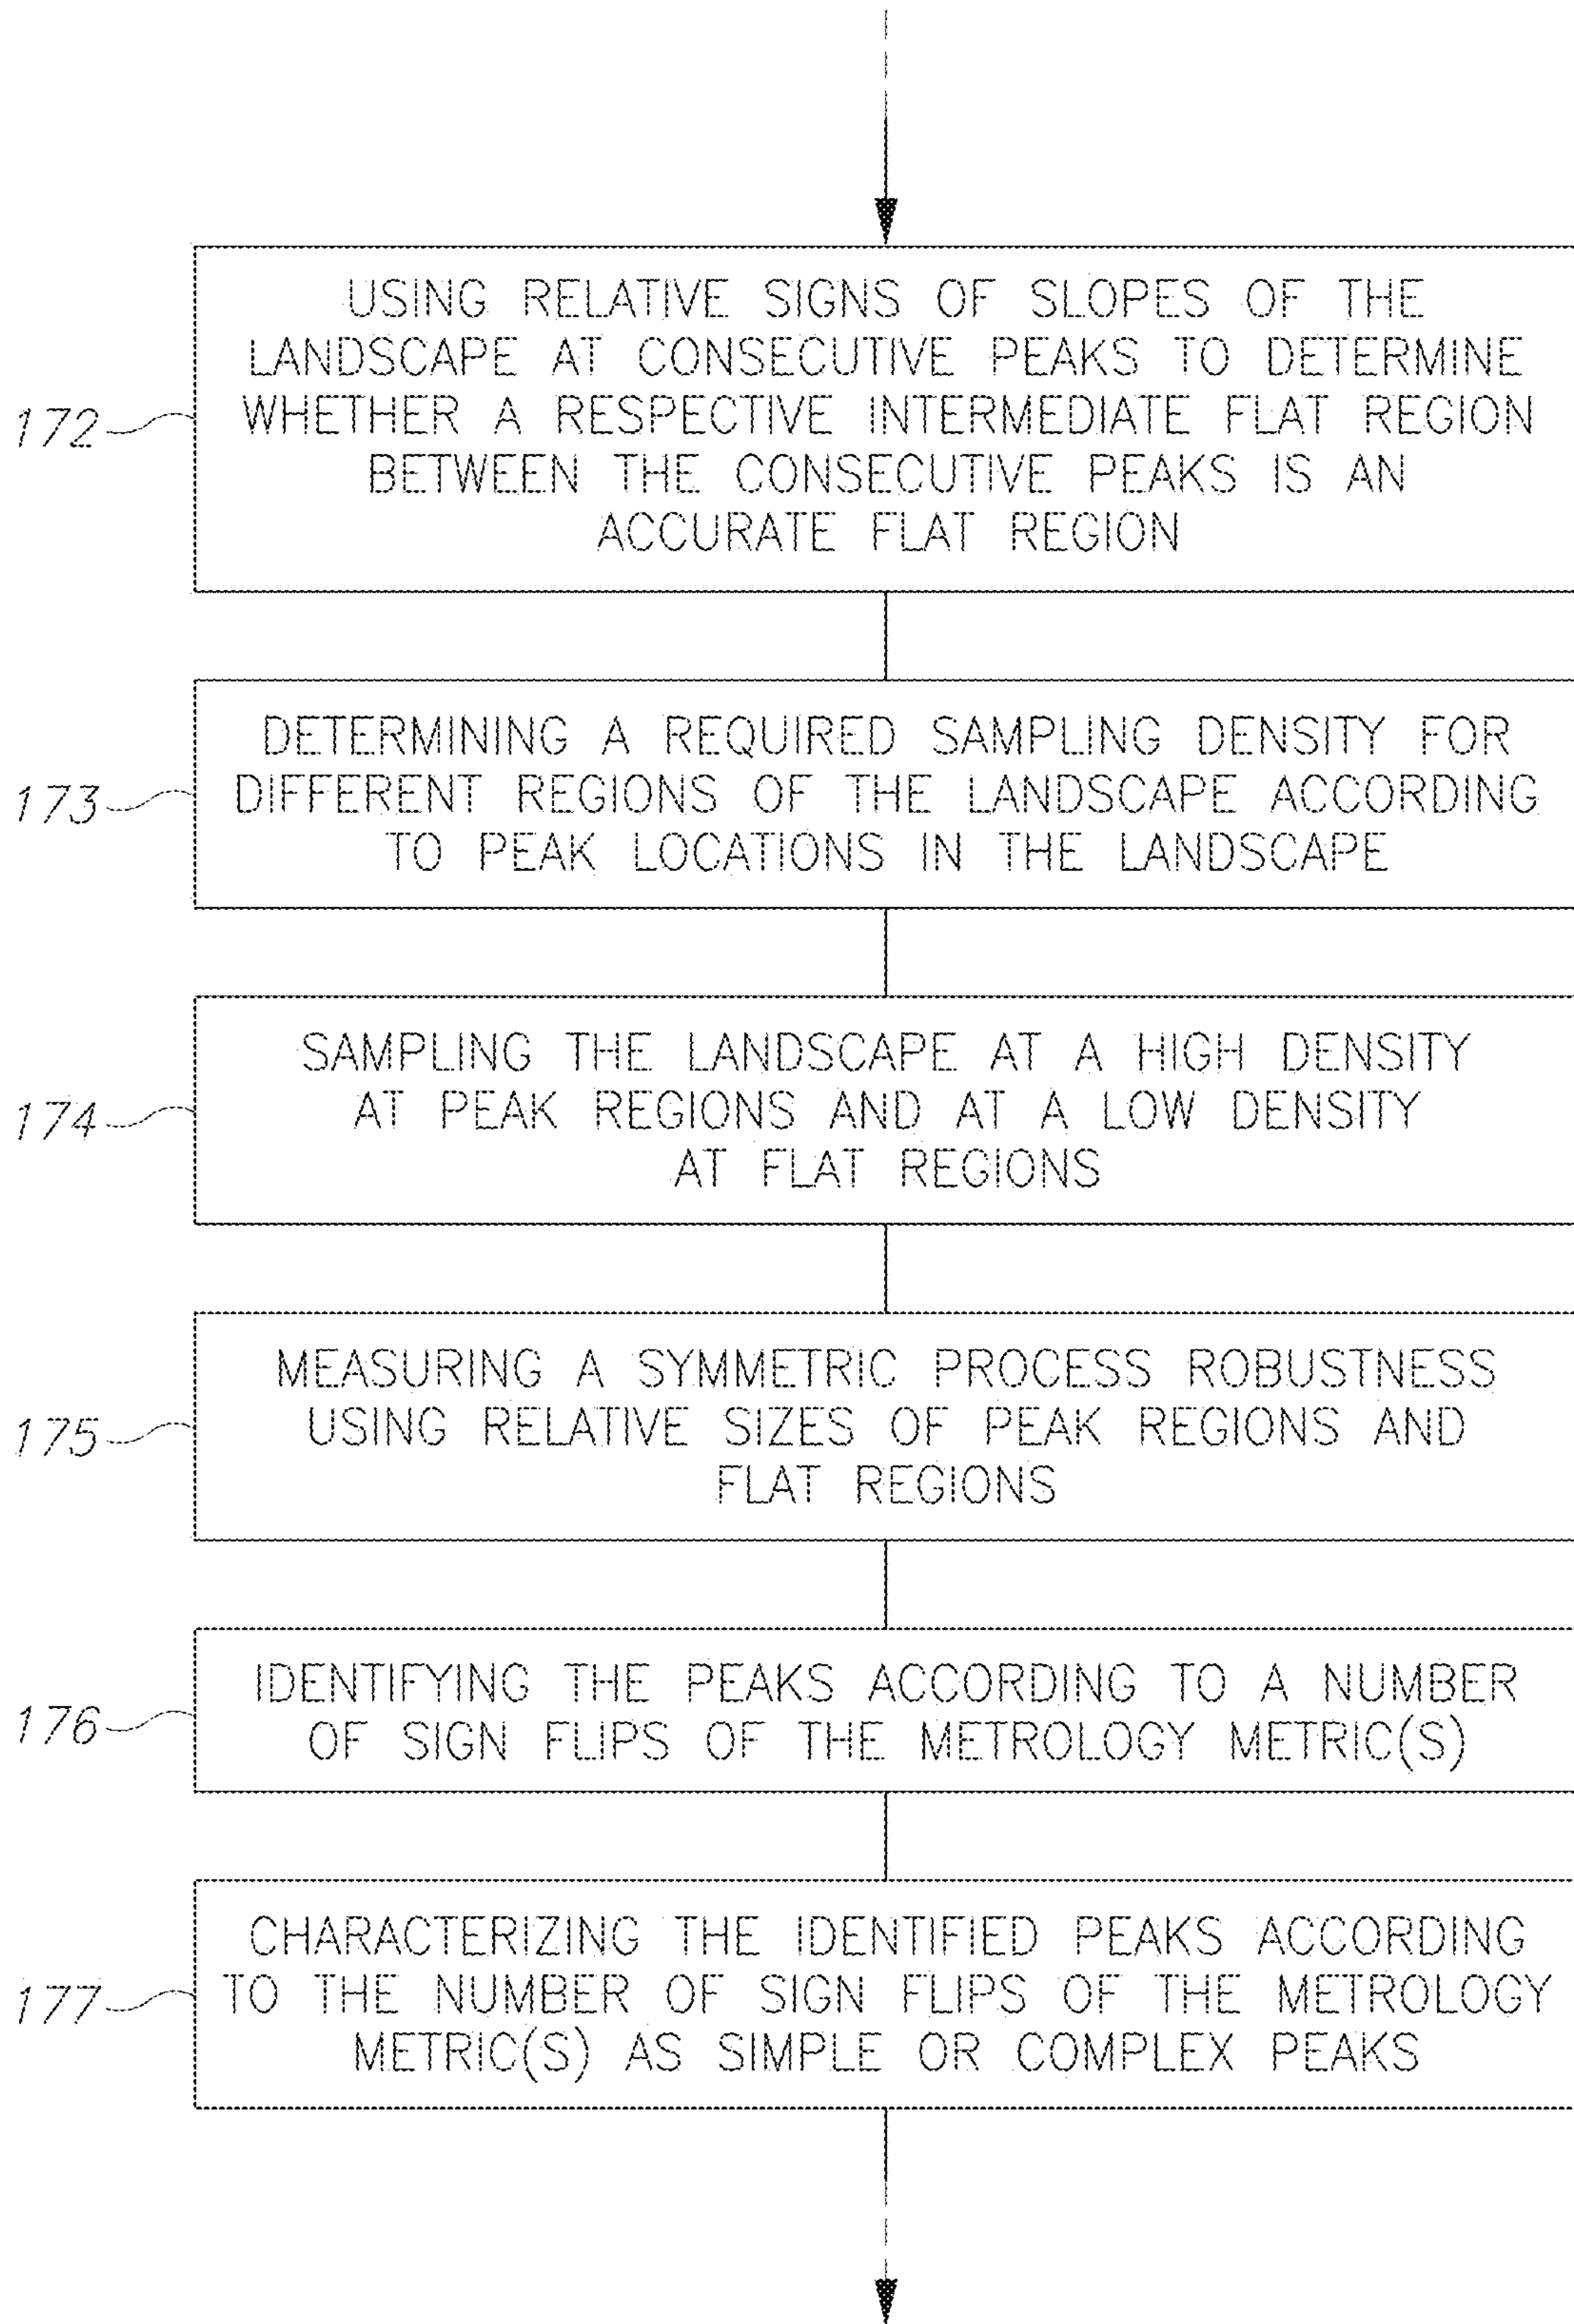 USING RELATIVE SIGNS OF SLOPES OF THE
LANDSCAPE AT CONSECUTIVE PEAKS TO DETERMINE
172 WHETHER A RESPECTIVE INTERMEDIATE FLAT REGION
BETWEEN THE CONSECUTIVE PEAKS IS AN
ACCURATE FLAT REGION
DETERMINING A REQUIRED SAMPLING DENSITY FOR
173 DIFFERENT REGIONS OF THE LANDSCAPE ACCORDING
TO PEAK LOCATIONS IN THE LANDSCAPE
SAMPLING THE LANDSCAPE AT A HIGH DENSITY
174 AT PEAK REGIONS AND AT A LOW DENSITY
AT FLAT REGIONS
MEASURING A SYMMETRIC PROCESS ROBUSTNESS
175 USING RELATIVE SIZES OF PEAK REGIONS AND
FLAT REGIONS
IDENTIFYING THE PEAKS ACCORDING TO A NUMBER
176 OF SIGN FLIPS OF THE METROLOGY METRIC(S)
CHARACTERIZING THE IDENTIFIED PEAKS ACCORDING
177 TO THE NUMBER OF SIGN FLIPS OF THE METROLOGY
METRIC(S) AS SIMPLE OR COMPLEX PEAKS